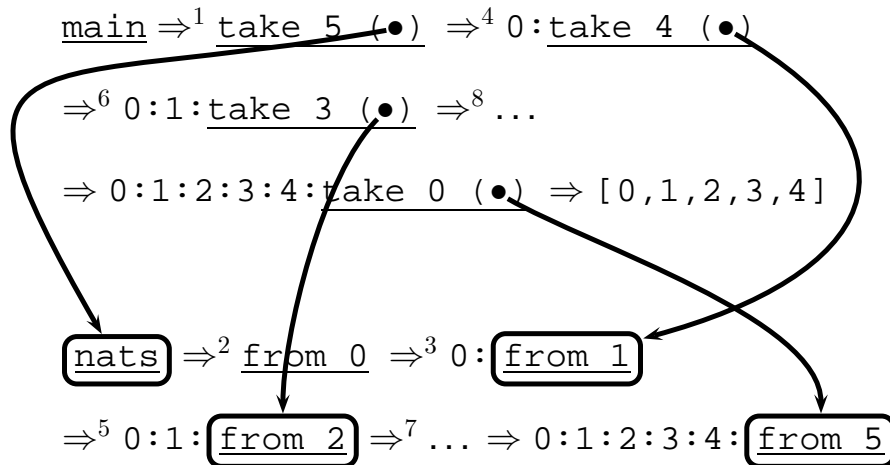 main ⇒¹ take 5 (●) ⇒⁴ 0:take 4 (●)
⇒⁶ 0:1:take 3 (●) ⇒⁸ ...
⇒ 0:1:2:3:4:take 0 (●) ⇒ [0,1,2,3,4]
nats ⇒² from 0 ⇒³ 0:from 1
⇒⁵ 0:1:from 2 ⇒⁷ ... ⇒ 0:1:2:3:4:from 5